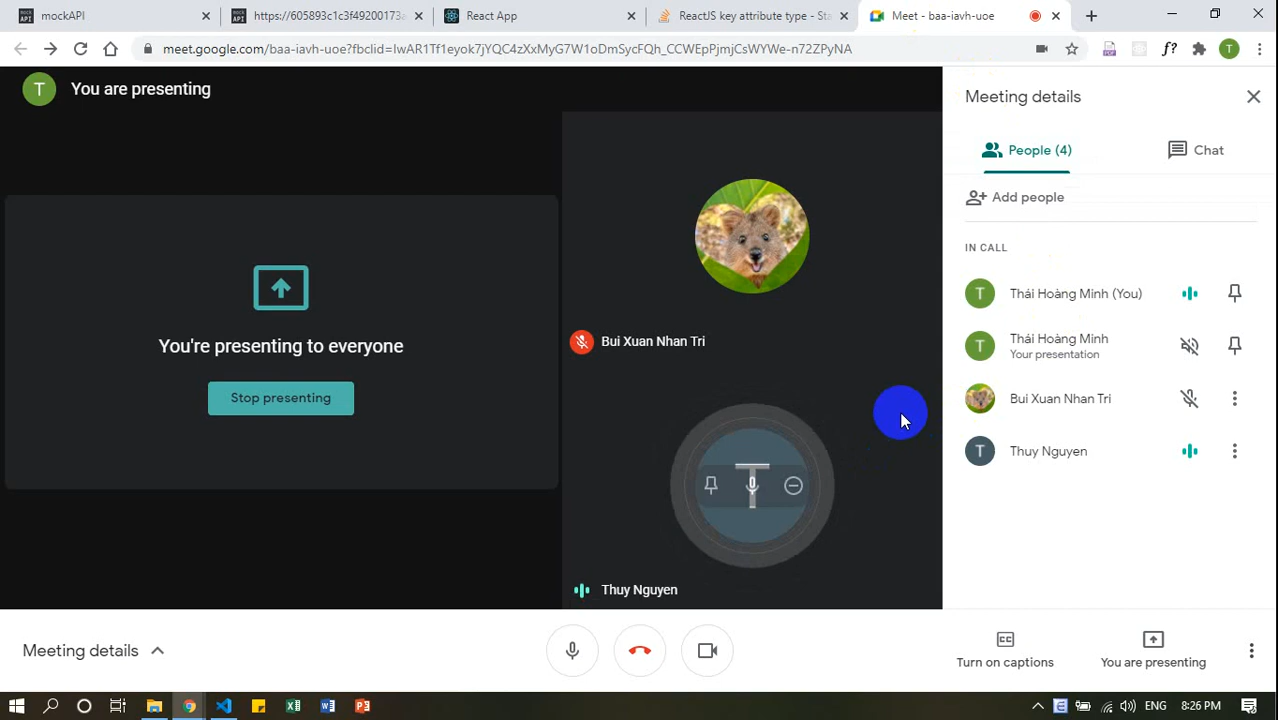 mockAPI
https://605893c1c3f49200173a
React App
ReactJS key attribute type - Sta
Meet - baa-iavh-uoe
meet.google.com/baa-iavh-uoe?fbclid=IwAR1Tf1eyok7jYQC4zXxMyG7W1oDmSycFQh_CCWEpPjmjCsWYWe-n72ZPyNA
f?
T
T
You are presenting
Meeting details
People (4)
Chat
Add people
IN CALL
T
Thái Hoàng Minh (You)
T
Thái Hoàng Minh
Your presentation
Bui Xuan Nhan Tri
T
Thuy Nguyen
You're presenting to everyone
Stop presenting
Bui Xuan Nhan Tri
T
Thuy Nguyen
Meeting details
Turn on captions
You are presenting
ENG
8:26 PM